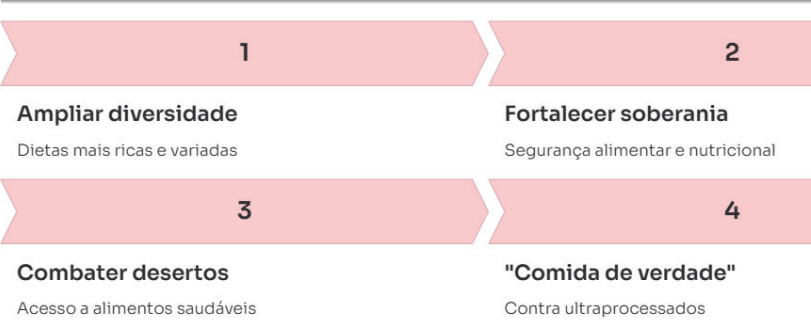 1
Ampliar diversidade
Dietas mais ricas e variadas
2
Fortalecer soberania
Segurança alimentar e nutricional
3
Combater desertos
Acesso a alimentos saudáveis
4
"Comida de verdade"
Contra ultraprocessados